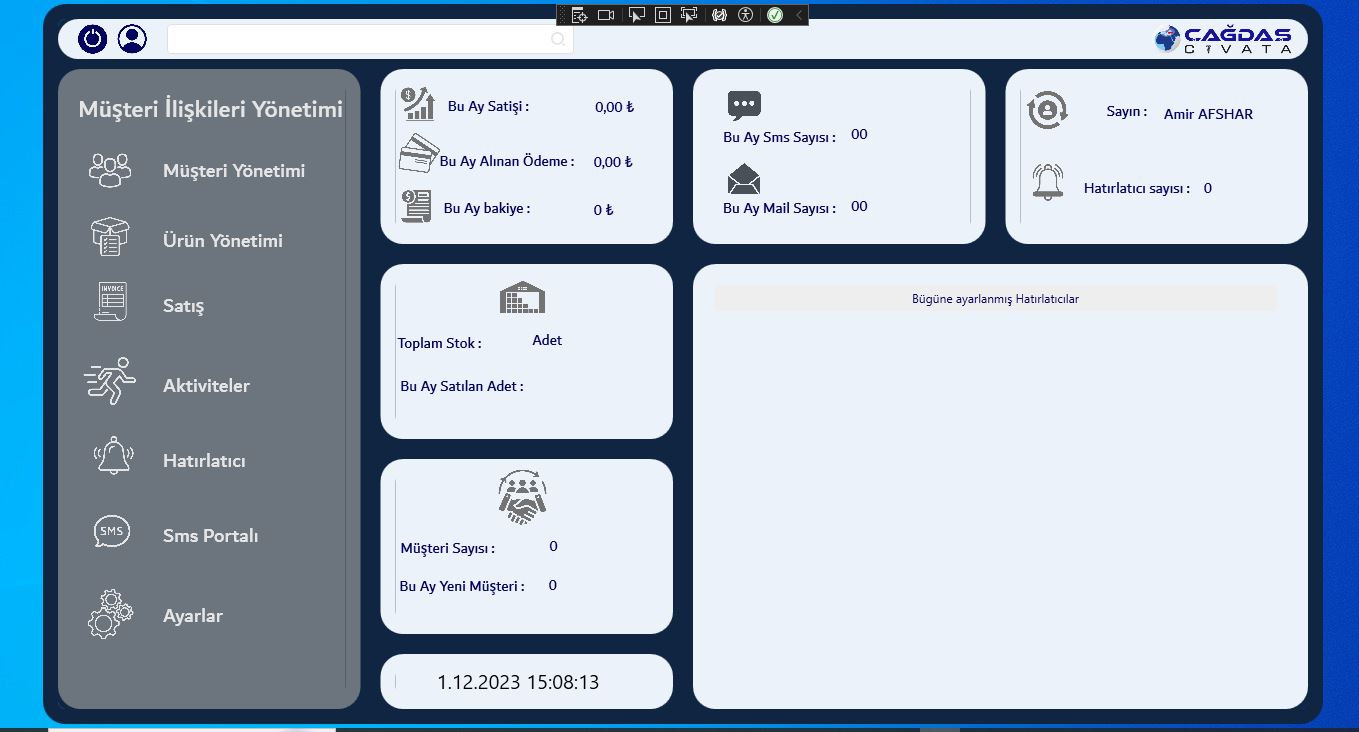 ÇAĞDAŞ
CİVATA
Müşteri İlişkileri Yönetimi
Müşteri Yönetimi
Ürün Yönetimi
INVOICE
Satış
Aktiviteler
Hatırlatıcı
SMS
Sms Portalı
Ayarlar
Bu Ay Satişi : 0,00 ₺
Bu Ay Alınan Ödeme : 0,00 ₺
Bu Ay bakiye : 0 ₺
Bu Ay Sms Sayısı : 00
Bu Ay Mail Sayısı : 00
Sayın : Amir AFSHAR
Hatırlatıcı sayısı : 0
Toplam Stok : Adet
Bu Ay Satılan Adet :
Bügüne ayarlanmış Hatırlatıcılar
Müşteri Sayısı : 0
Bu Ay Yeni Müşteri : 0
1.12.2023 15:08:13